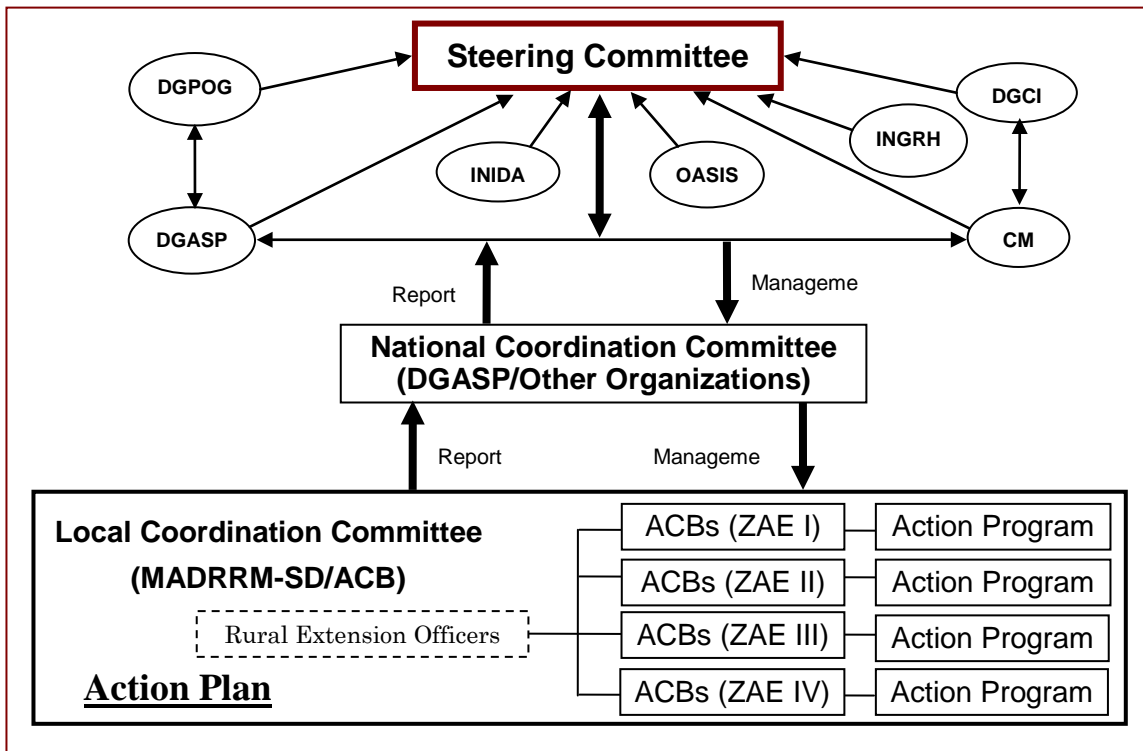 Steering Committee
DGPOG
DGCI
INGRH
INIDA
OASIS
DGASP
CM
Report
Manageme
National Coordination Committee
(DGASP/Other Organizations)
Report
Manageme
Local Coordination Committee
(MADRRM-SD/ACB)
Rural Extension Officers
Action Plan
ACBs (ZAE I)
Action Program
ACBs (ZAE II)
Action Program
ACBs (ZAE III)
Action Program
ACBs (ZAE IV)
Action Program